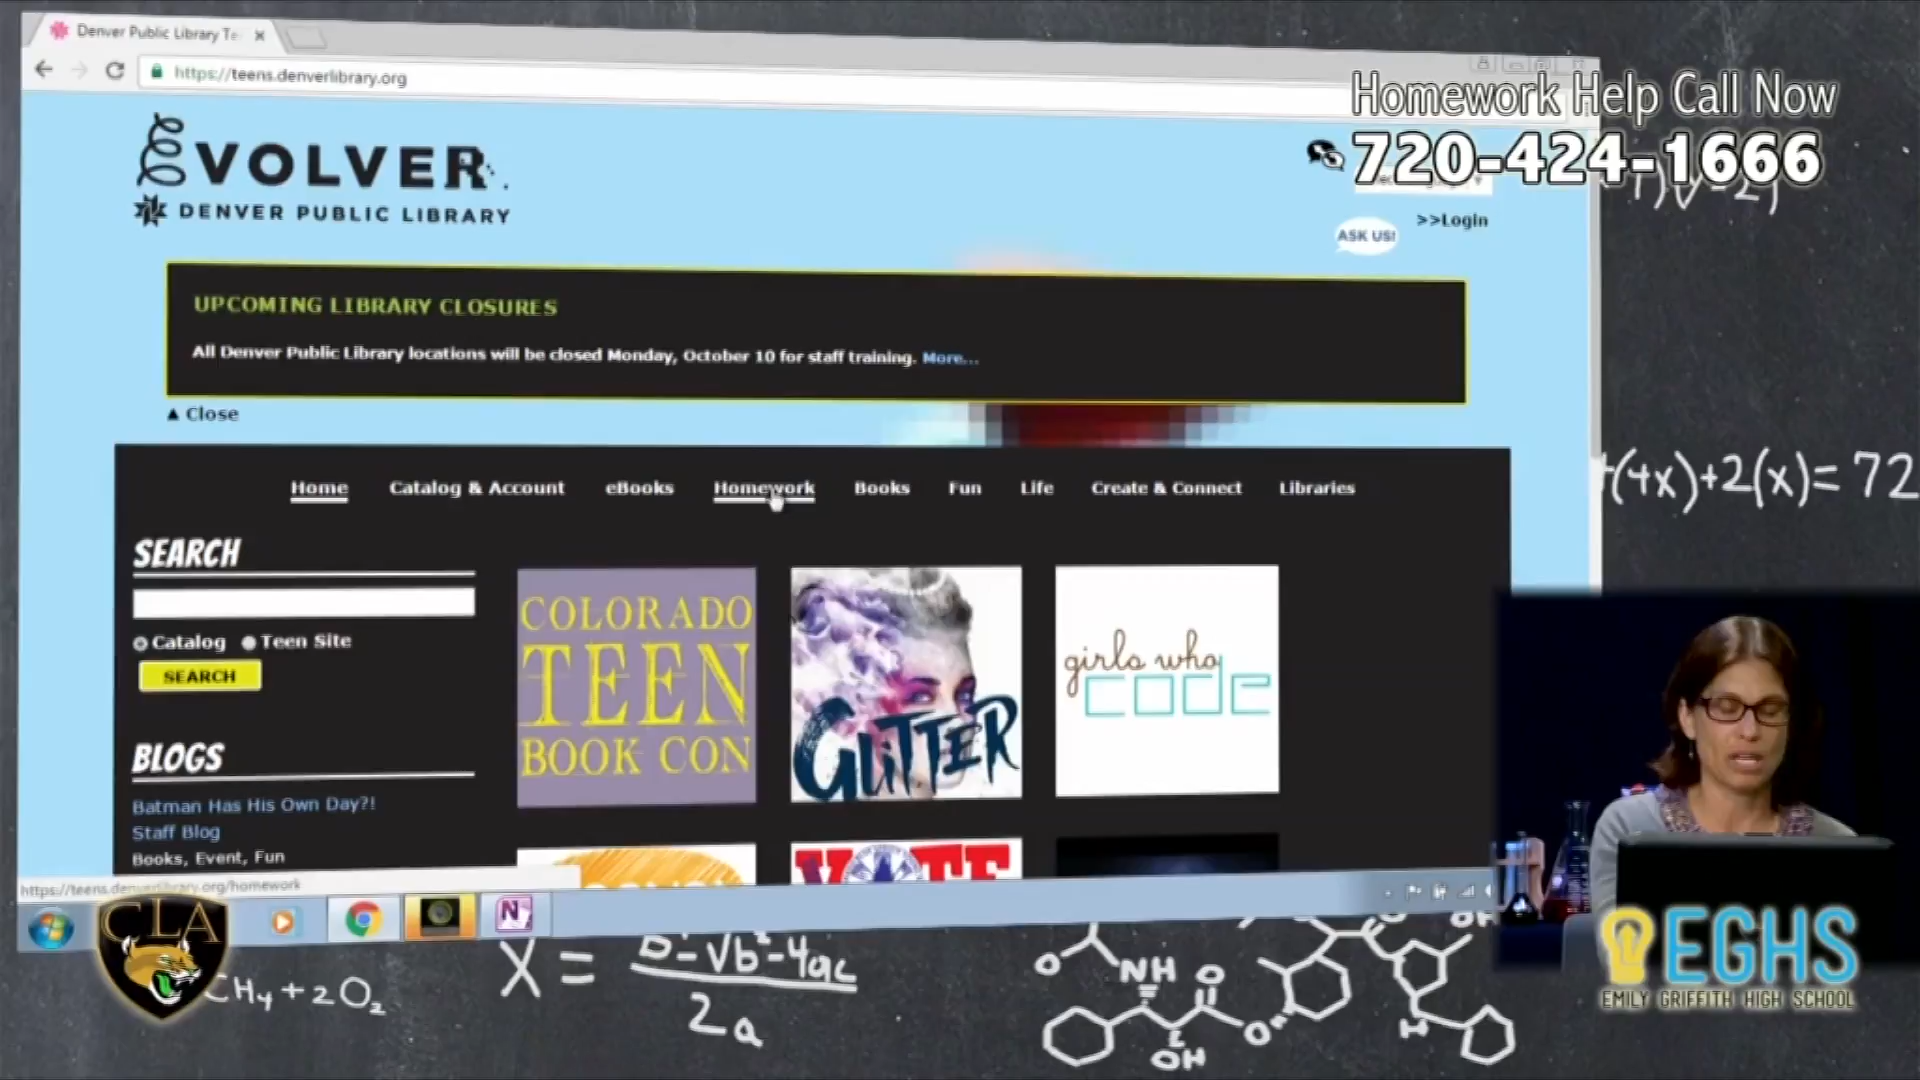 Denver Public Library Te
https://teens.denverlibrary.org
Homework Help Call Now
720-424-1666
EVOLVER.
DENVER PUBLIC LIBRARY
>>Login
ASK US!
UPCOMING LIBRARY CLOSURES
All Denver Public Library locations will be closed Monday, October 10 for staff training. More...
▲ Close
Home Catalog & Account eBooks Homework Books Fun Life Create & Connect Libraries
+(4x)+2(x)= 72
SEARCH
Catalog Teen Site
SEARCH
COLORADO
TEEN
BOOK CON
GLITTER
girls who
code
BLOGS
Batman Has His Own Day?!
Staff Blog
Books, Event, Fun
VOTE
https://teens.denverlibrary.org/homework
CLA
N
EGHS
EMILY GRIFFITH HIGH SCHOOL
CH₄ + 2O₂
X = b²-√b²-4ac
2a
O NH O OH O H OH